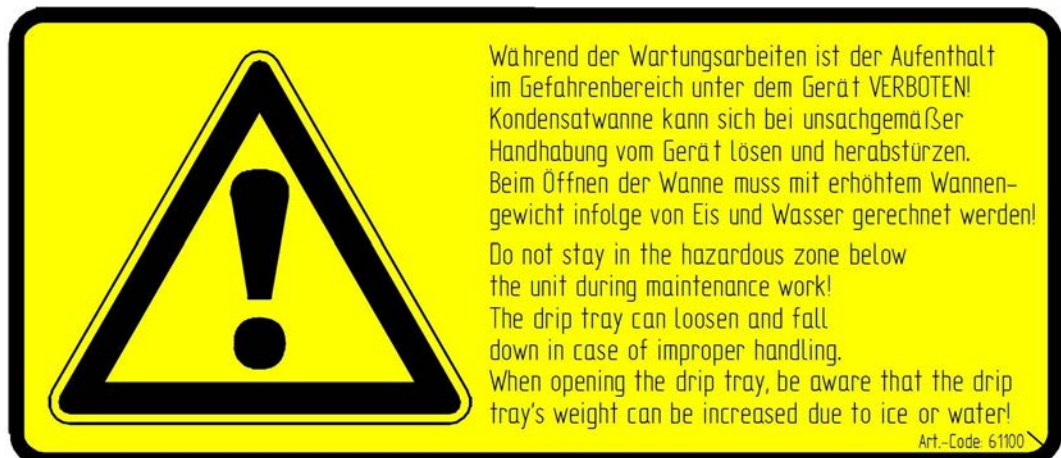 Während der Wartungsarbeiten ist der Aufenthalt
im Gefahrenbereich unter dem Gerät VERBOTEN!
Kondensatwanne kann sich bei unsachgemäßer
Handhabung vom Gerät lösen und herabstürzen.
Beim Öffnen der Wanne muss mit erhöhtem Wannen-
gewicht infolge von Eis und Wasser gerechnet werden!
Do not stay in the hazardous zone below
the unit during maintenance work!
The drip tray can loosen and fall
down in case of improper handling.
When opening the drip tray, be aware that the drip
tray's weight can be increased due to ice or water!
Art.-Code: 61100